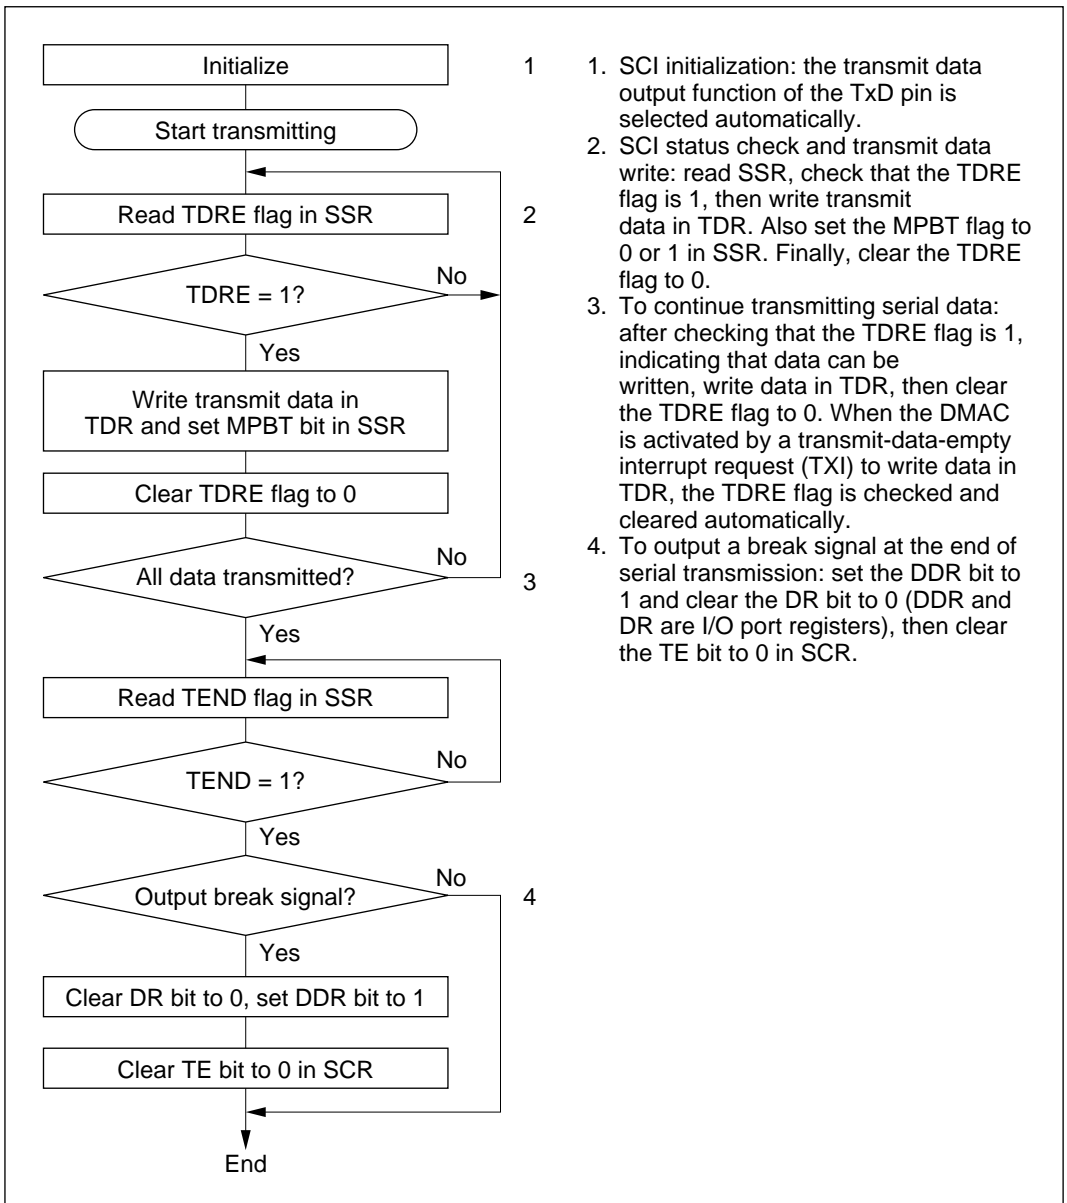 Initialize
1
Start transmitting
Read TDRE flag in SSR
2
TDRE = 1?
No
Yes
Write transmit data in
TDR and set MPBT bit in SSR
Clear TDRE flag to 0
All data transmitted?
No
3
Yes
Read TEND flag in SSR
TEND = 1?
No
Yes
Output break signal?
No
4
Yes
Clear DR bit to 0, set DDR bit to 1
Clear TE bit to 0 in SCR
End
1. SCI initialization: the transmit data
output function of the TxD pin is
selected automatically.
2. SCI status check and transmit data
write: read SSR, check that the TDRE
flag is 1, then write transmit
data in TDR. Also set the MPBT flag to
0 or 1 in SSR. Finally, clear the TDRE
flag to 0.
3. To continue transmitting serial data:
after checking that the TDRE flag is 1,
indicating that data can be
written, write data in TDR, then clear
the TDRE flag to 0. When the DMAC
is activated by a transmit-data-empty
interrupt request (TXI) to write data in
TDR, the TDRE flag is checked and
cleared automatically.
4. To output a break signal at the end of
serial transmission: set the DDR bit to
1 and clear the DR bit to 0 (DDR and
DR are I/O port registers), then clear
the TE bit to 0 in SCR.